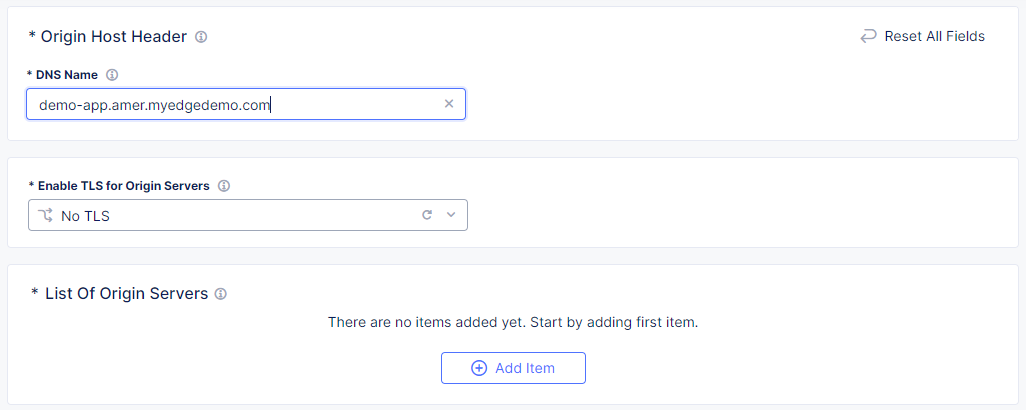 * Origin Host Header
Reset All Fields
* DNS Name
demo-app.amer.myedgedemo.com
* Enable TLS for Origin Servers
No TLS
* List Of Origin Servers
There are no items added yet. Start by adding first item.
Add Item